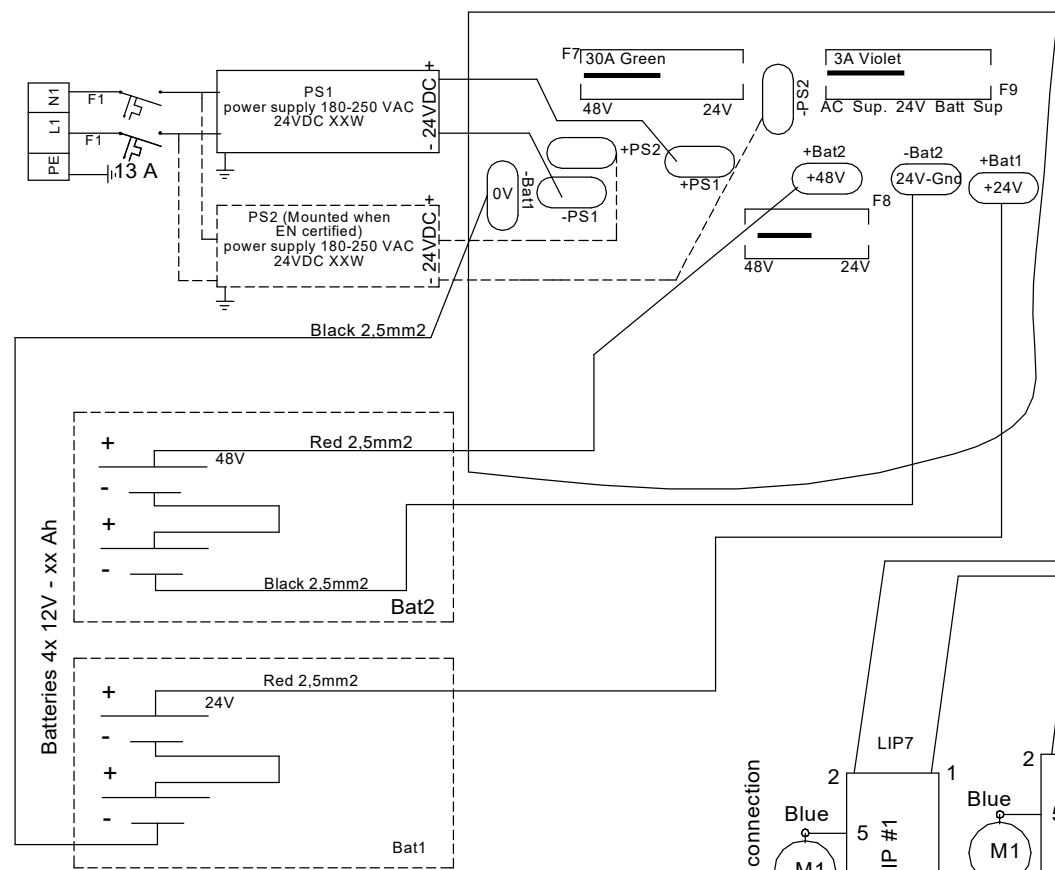 F7 30A Green
48V 24V
3A Violet
F9
AC Sup. 24V Batt Sup
N1
L1
PE
F1
F1
13 A
PS1
power supply 180-250 VAC
24VDC XXW
- 24VDC +
PS2 (Mounted when
EN certified)
power supply 180-250 VAC
24VDC XXW
- 24VDC +
-PS2
+PS2
+PS1
-PS1
0V
-Bat1
+Bat2
+48V
-Bat2
24V-Gnd
+Bat1
+24V
F8
48V 24V
Black 2,5mm2
Batteries 4x 12V - xx Ah
+
Red 2,5mm2
48V
-
+
-
Black 2,5mm2
Bat2
+
Red 2,5mm2
24V
-
+
-
Bat1
connection
LIP7
2
1
Blue
5
IP #1
M1
2
Blue
M1